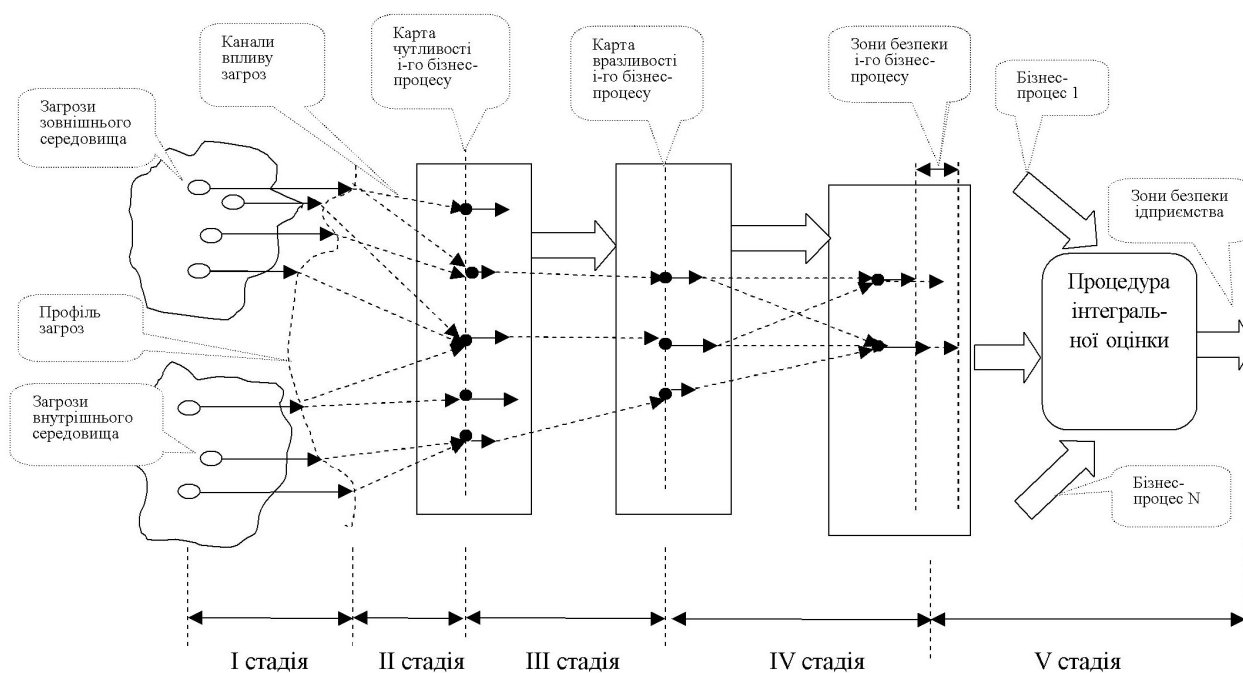 Канали
впливу
загроз
Карта
чутливості
і-го бізнес-
процесу
Карта
вразливості
і-го бізнес-
процесу
Зони безпеки
і-го бізнес-
процесу
Бізнес-
процес 1
Загрози
зовнішнього
середовища
Зони безпеки
ідприємства
Профіль
загроз
Процедура
інтеграль-
ної оцінки
Загрози
внутрішнього
середовища
Бізнес-
процес N
I стадія
II стадія
III стадія
IV стадія
V стадія